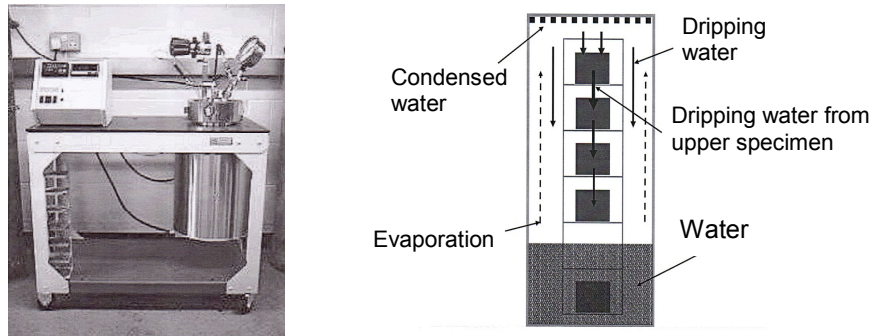 Condensed
water
Dripping
water
Dripping water from
upper specimen
Evaporation
Water